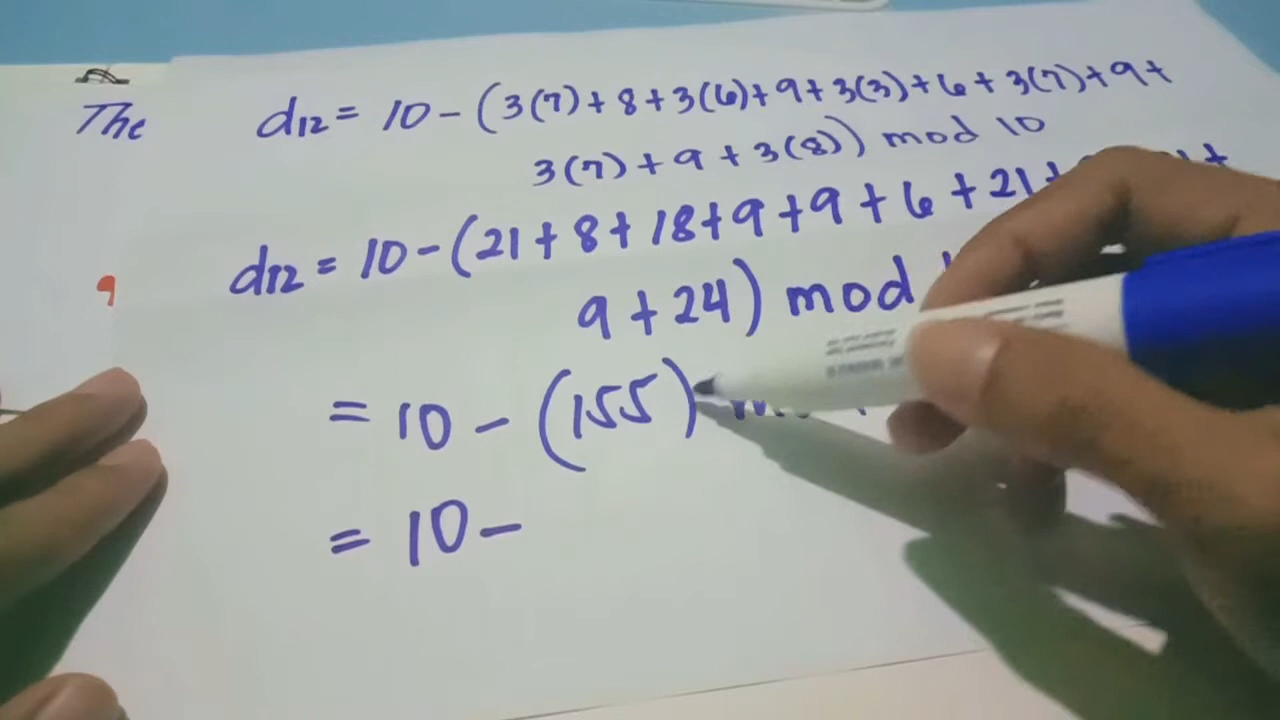 The d12 = 10 - (3(7) + 8 + 3(6) + 9 + 3(3) + 6 + 3(7) + 9 +
3(7) + 9 + 3(8)) mod 10
d12 = 10 - (21 + 8 + 18 + 9 + 9 + 6 + 21 +
9
9 + 24) mod
= 10 - (155)
= 10 -